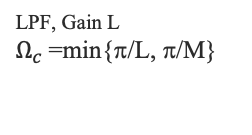 LPF, Gain L
Ω_c =min{π/L, π/M}